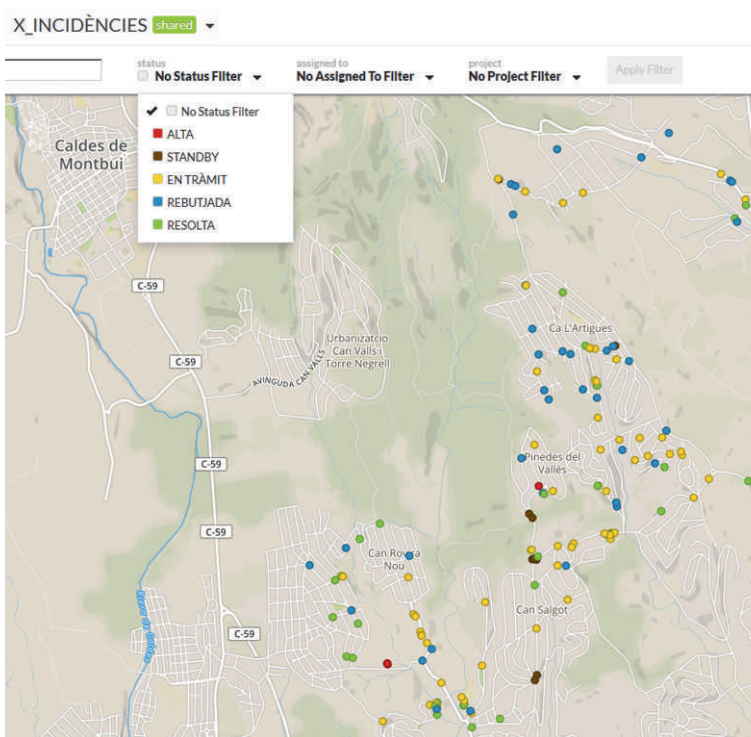 X_INCIDÈNCIES shared
status
No Status Filter
assigned to
No Assigned To Filter
project
No Project Filter
Apply Filter
No Status Filter
ALTA
STANDBY
EN TRÀMIT
REBUTJADA
RESOLTA
Caldes de
Montbui
C-59
Ca L'Artigues
Urbanització
Can Valls i
Torre Negrell
C-59
AVINGUDA CAN VALLS
Pinedes del
Vallès
C-59
C-59
Can Rovira
Nou
Can Salgot
C-59